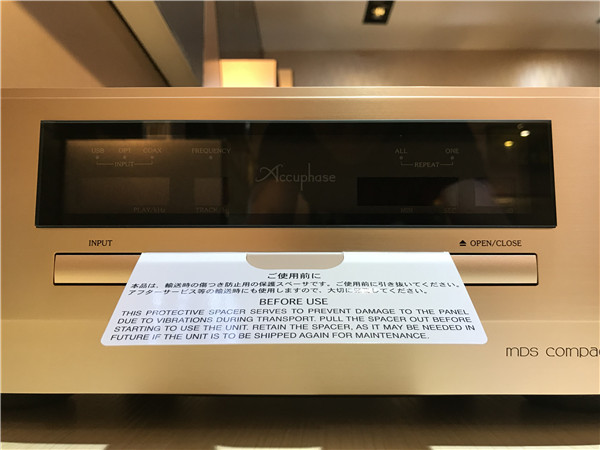 USB OPT COAX
INPUT
FREQUENCY
Accuphase
ALL ONE
REPEAT
PLAY/LOCK TRACK
INPUT
OPEN/CLOSE
ご使用前に
本品は、輸送時の傷つき防止用の保護スペーサです。ご使用前に引き抜いてください。
アフターサービス等の輸送時にも使用しますので、大切に保管してください。
BEFORE USE
THIS PROTECTIVE SPACER SERVES TO PREVENT DAMAGE TO THE PANEL
DUE TO VIBRATIONS DURING TRANSPORT. PULL THE SPACER OUT BEFORE
STARTING TO USE THE UNIT. RETAIN THE SPACER, AS IT MAY BE NEEDED IN
FUTURE IF THE UNIT IS TO BE SHIPPED AGAIN FOR MAINTENANCE.
MDS COMPAC